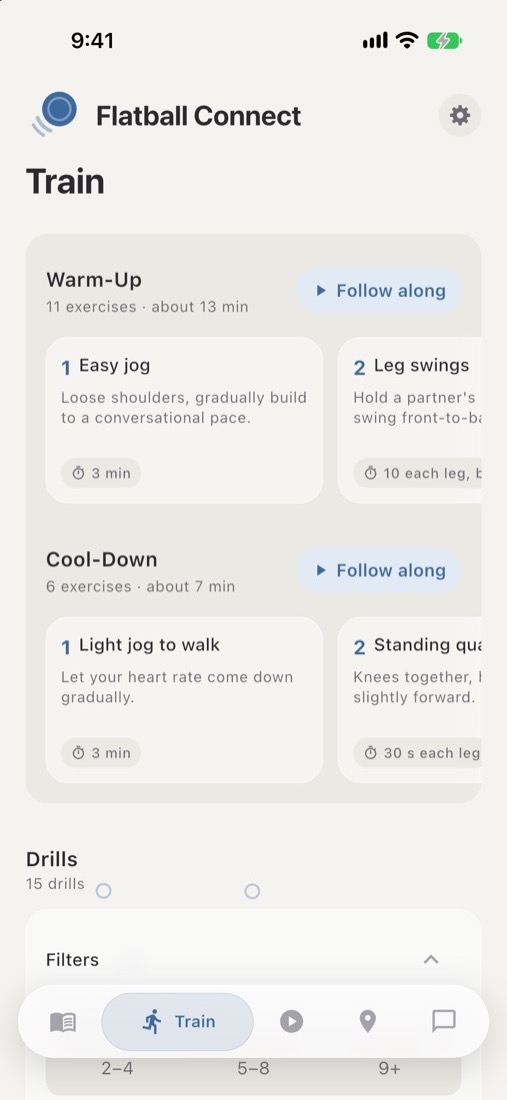 9:41
Flatball Connect
Train
Warm-Up
11 exercises · about 13 min
Follow along
1 Easy jog
Loose shoulders, gradually build
to a conversational pace.
3 min
2 Leg swings
Hold a partner's
swing front-to-ba
10 each leg, b
Cool-Down
6 exercises · about 7 min
Follow along
1 Light jog to walk
Let your heart rate come down
gradually.
3 min
2 Standing qua
Knees together, h
slightly forward.
30 s each leg
Drills
15 drills
Filters
Train
2–4 5–8 9+